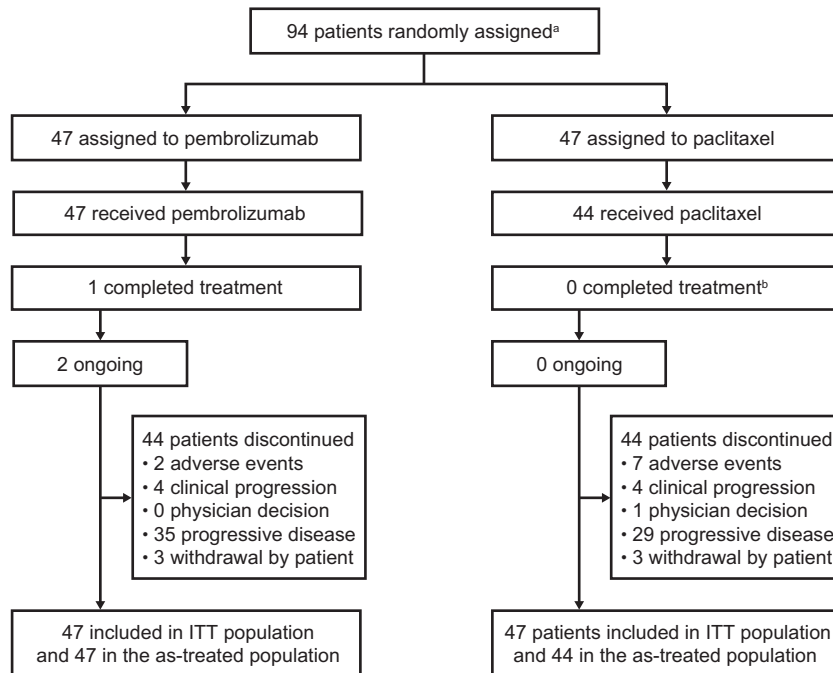 94 patients randomly assignedᵃ
47 assigned to pembrolizumab
47 received pembrolizumab
1 completed treatment
2 ongoing
44 patients discontinued
• 2 adverse events
• 4 clinical progression
• 0 physician decision
• 35 progressive disease
• 3 withdrawal by patient
47 included in ITT population
and 47 in the as-treated population
47 assigned to paclitaxel
44 received paclitaxel
0 completed treatmentᵇ
0 ongoing
44 patients discontinued
• 7 adverse events
• 4 clinical progression
• 1 physician decision
• 29 progressive disease
• 3 withdrawal by patient
47 patients included in ITT population
and 44 in the as-treated population